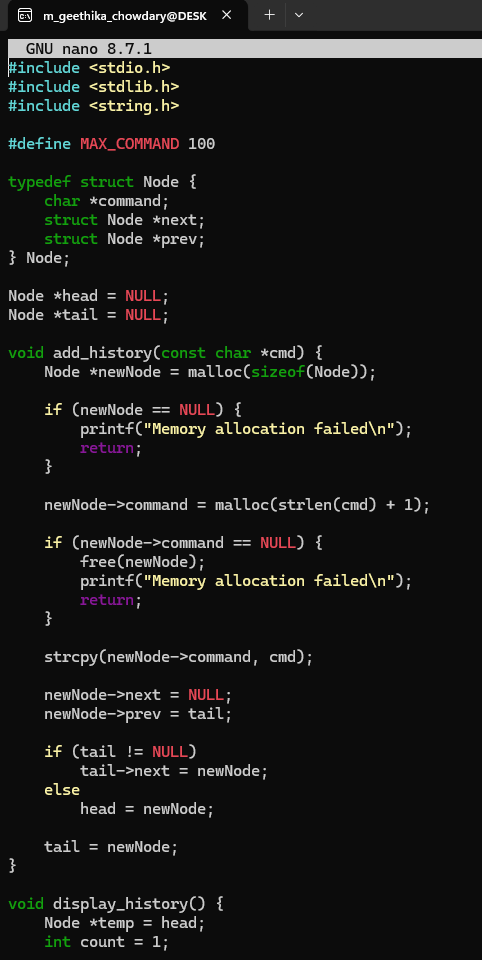 m_geethika_chowdary@DESK
GNU nano 8.7.1
#include <stdio.h>
#include <stdlib.h>
#include <string.h>

#define MAX_COMMAND 100

typedef struct Node {
    char *command;
    struct Node *next;
    struct Node *prev;
} Node;

Node *head = NULL;
Node *tail = NULL;

void add_history(const char *cmd) {
    Node *newNode = malloc(sizeof(Node));

    if (newNode == NULL) {
        printf("Memory allocation failed\n");
        return;
    }

    newNode->command = malloc(strlen(cmd) + 1);

    if (newNode->command == NULL) {
        free(newNode);
        printf("Memory allocation failed\n");
        return;
    }

    strcpy(newNode->command, cmd);

    newNode->next = NULL;
    newNode->prev = tail;

    if (tail != NULL)
        tail->next = newNode;
    else
        head = newNode;

    tail = newNode;
}

void display_history() {
    Node *temp = head;
    int count = 1;